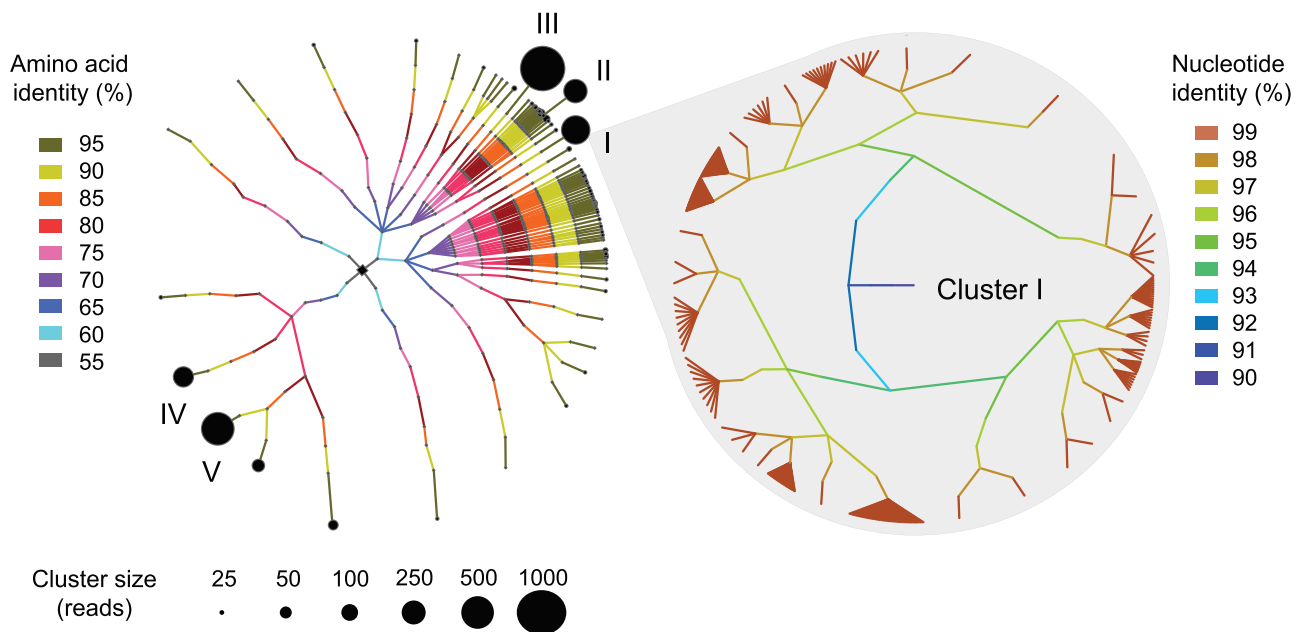 Amino acid
identity (%)
95
90
85
80
75
70
65
60
55
III
II
I
IV
V
Cluster I
Nucleotide
identity (%)
99
98
97
96
95
94
93
92
91
90
Cluster size
(reads)
25 50 100 250 500 1000